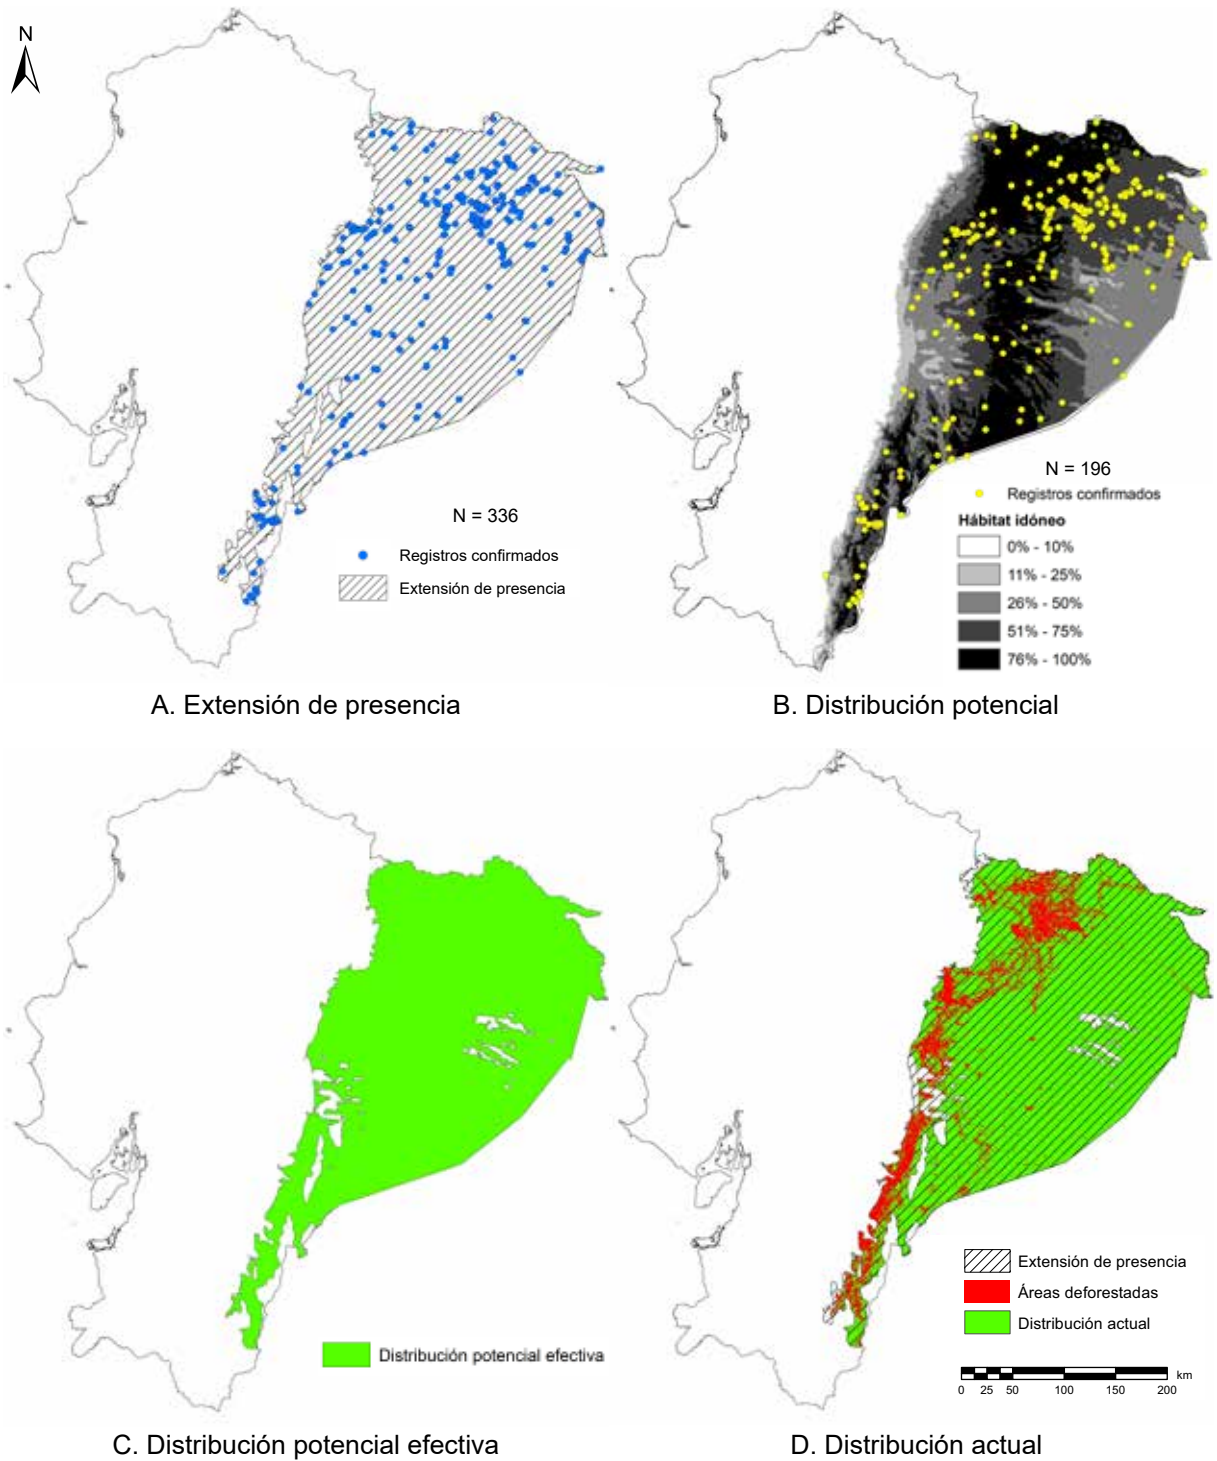 N
N = 336
Registros confirmados
Extensión de presencia
A. Extensión de presencia
N = 196
Registros confirmados
Hábitat idóneo
0% - 10%
11% - 25%
26% - 50%
51% - 75%
76% - 100%
B. Distribución potencial
Distribución potencial efectiva
C. Distribución potencial efectiva
Extensión de presencia
Áreas deforestadas
Distribución actual
km
0 25 50 100 150 200
D. Distribución actual